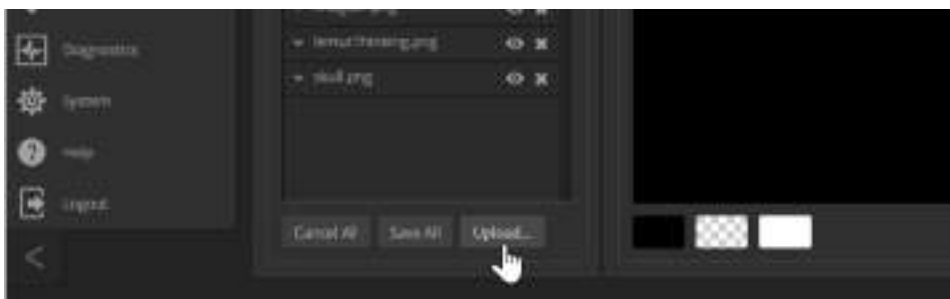 Diagnostics
System
Help
Logout
skull.png
Cancel All
Save All
Upload...